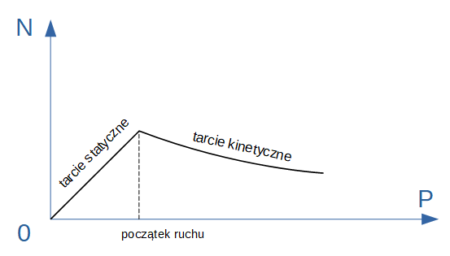 N
tarcie statyczne
tarcie kinetyczne
P
0
początek ruchu